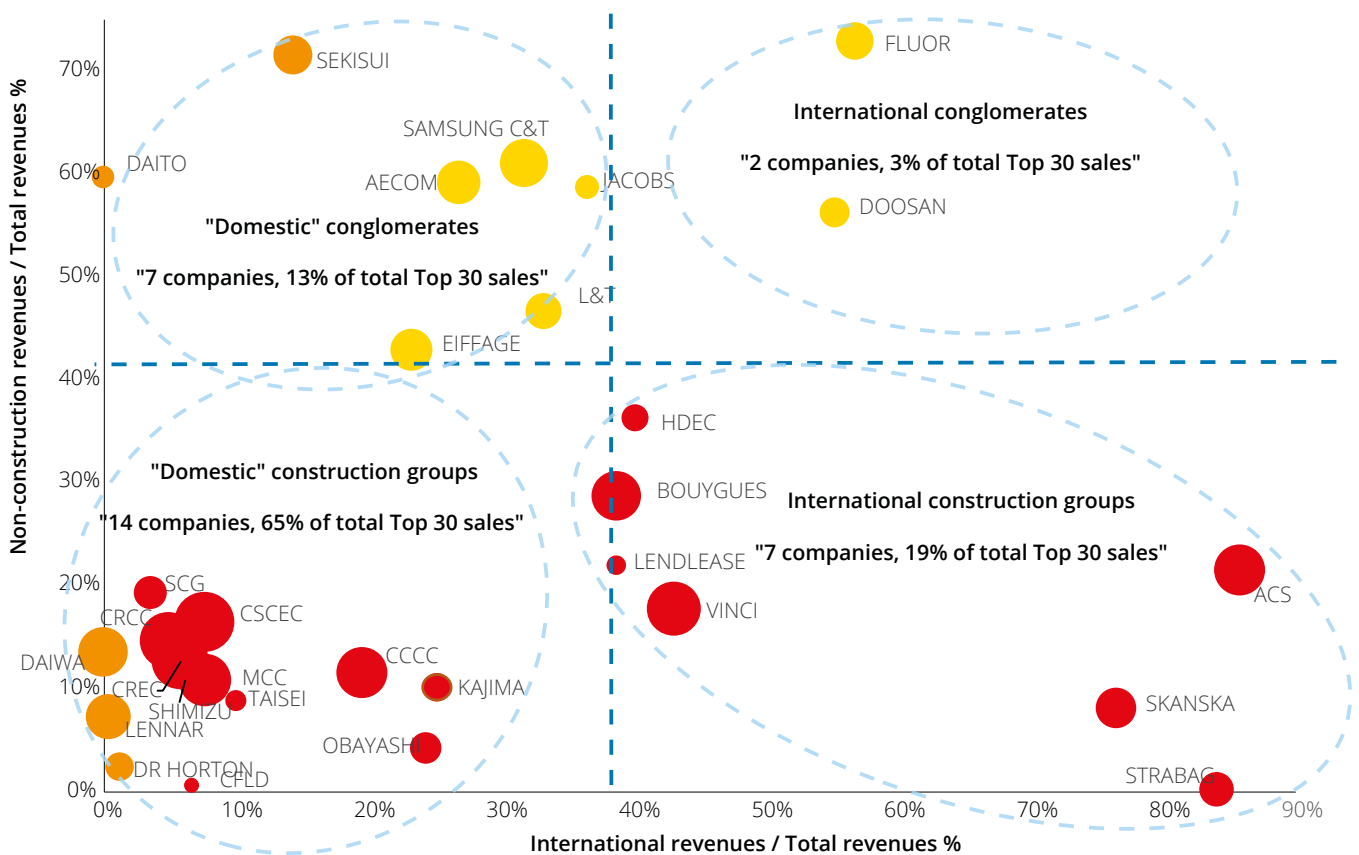 Non-construction revenues / Total revenues %
70%
60%
50%
40%
30%
20%
10%
0%
SEKISUI
FLUOR
International conglomerates
"2 companies, 3% of total Top 30 sales"
SAMSUNG C&T
DAITO
AECOM
JACOBS
DOOSAN
"Domestic" conglomerates
"7 companies, 13% of total Top 30 sales"
L&T
EIFFAGE
HDEC
"Domestic" construction groups
"14 companies, 65% of total Top 30 sales"
BOUYGUES
International construction groups
"7 companies, 19% of total Top 30 sales"
LENDLEASE
VINCI
ACS
SCG
CRCC
CSCEC
DAIWA
CREC
SHIMIZU
MCC
TAISEI
CCCC
KAJIMA
LENNAR
OBAYASHI
DR HORTON
CFLD
SKANSKA
STRABAG
0%
10%
20%
30%
40%
50%
60%
70%
80%
90%
International revenues / Total revenues %